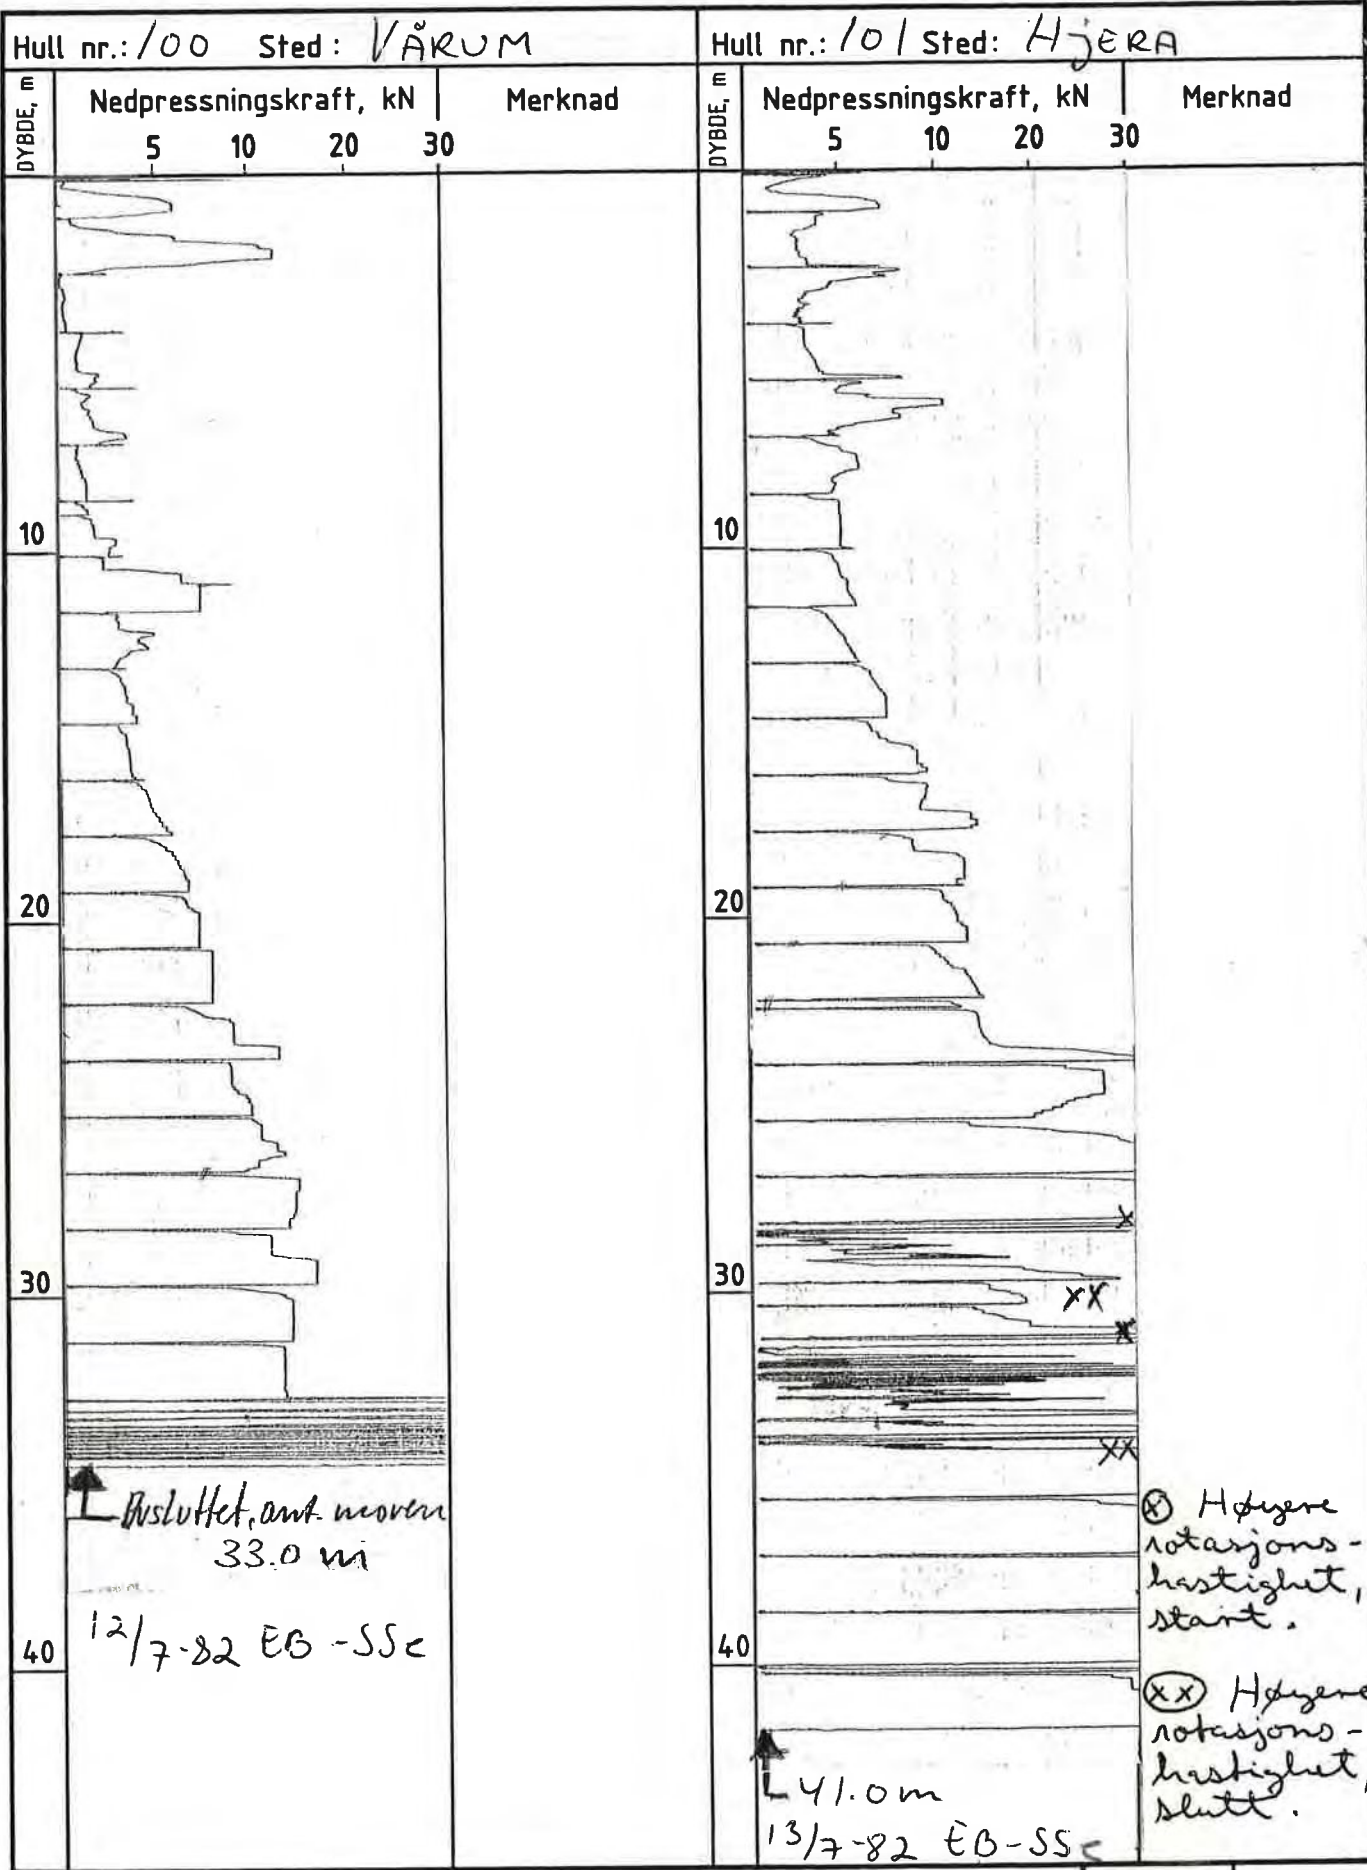 Hull nr.: 100 Sted: VÅRUM
DYBDE, m
Nedpressningskraft, kN
Merknad
5 10 20 30
10
20
30
40
Avsluttet, ant. moren
33.0 m
12/7-82 EB-SSc
Hull nr.: 101 Sted: HjERA
DYBDE, m
Nedpressningskraft, kN
Merknad
5 10 20 30
10
20
30
40
x
xx
x
xx
41.0 m
13/7-82 EB-SSc
(x) Høyere
rotasjons-
hastighet,
start.
(xx) Høyere
rotasjons-
hastighet,
slutt.